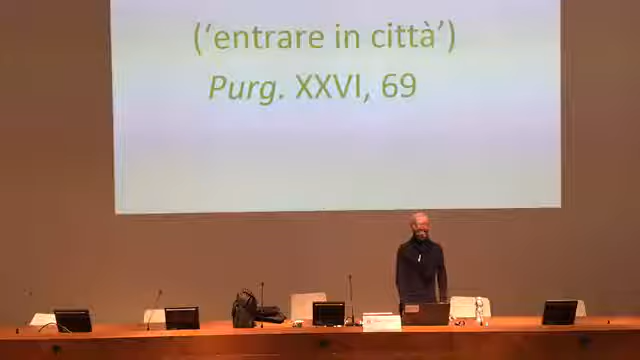 (‘entrare in città’)
Purg. XXVI, 69